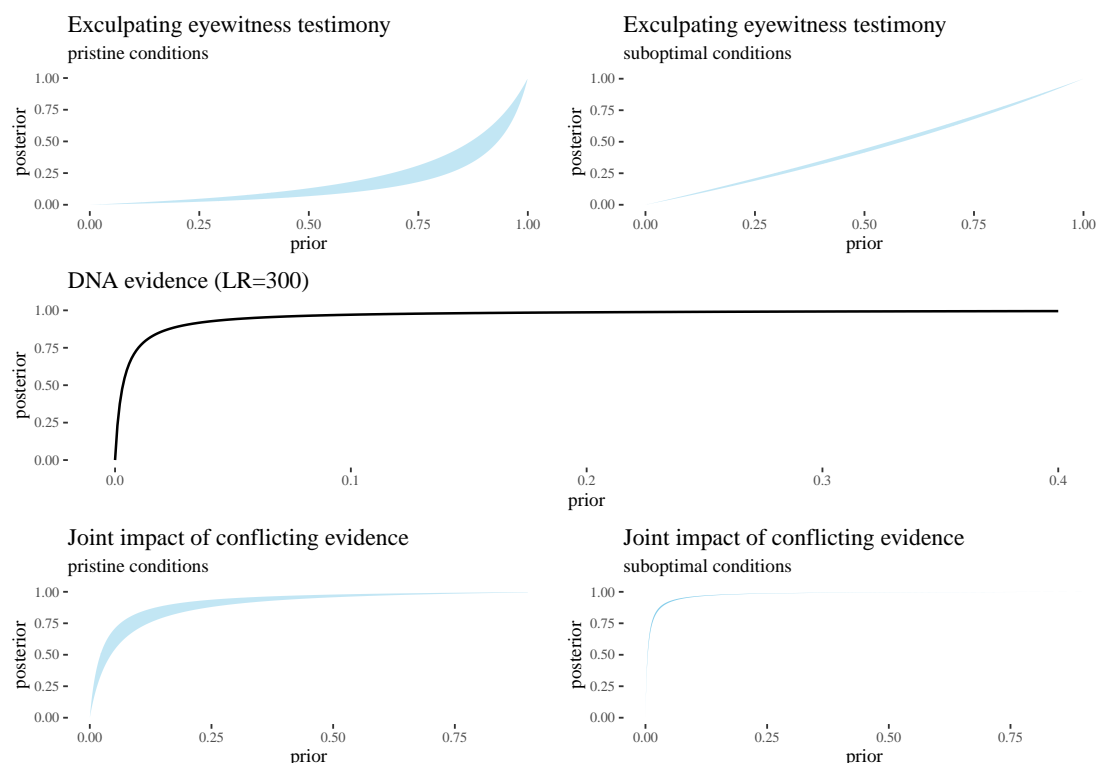 Exculpating eyewitness testimony
pristine conditions
1.00
0.75
0.50
0.25
0.00
posterior
0.00 0.25 0.50 0.75 1.00
prior
Exculpating eyewitness testimony
suboptimal conditions
1.00
0.75
0.50
0.25
0.00
posterior
0.00 0.25 0.50 0.75 1.00
prior
DNA evidence (LR=300)
1.00
0.75
0.50
0.25
0.00
posterior
0.0 0.1 0.2 0.3 0.4
prior
Joint impact of conflicting evidence
pristine conditions
1.00
0.75
0.50
0.25
0.00
posterior
0.00 0.25 0.50 0.75
prior
Joint impact of conflicting evidence
suboptimal conditions
1.00
0.75
0.50
0.25
0.00
posterior
0.00 0.25 0.50 0.75
prior